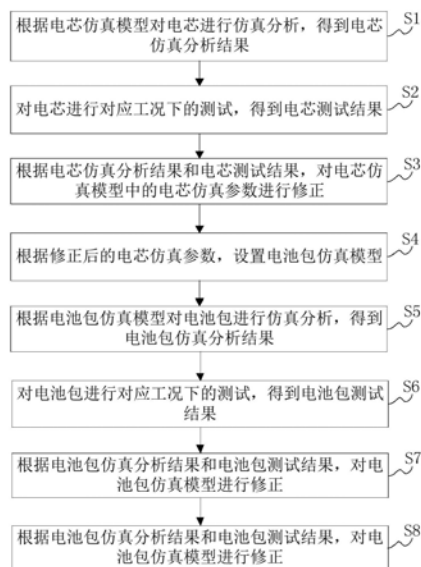 S1
根据电芯仿真模型对电芯进行仿真分析，得到电芯
仿真分析结果
S2
对电芯进行对应工况下的测试，得到电芯测试结果
S3
根据电芯仿真分析结果和电芯测试结果，对电芯仿
真模型中的电芯仿真参数进行修正
S4
根据修正后的电芯仿真参数，设置电池包仿真模型
S5
根据电池包仿真模型对电池包进行仿真分析，得到
电池包仿真分析结果
S6
对电池包进行对应工况下的测试，得到电池包测试
结果
S7
根据电池包仿真分析结果和电池包测试结果，对电
池包仿真模型进行修正
S8
根据电池包仿真分析结果和电池包测试结果，对电
池包仿真模型进行修正